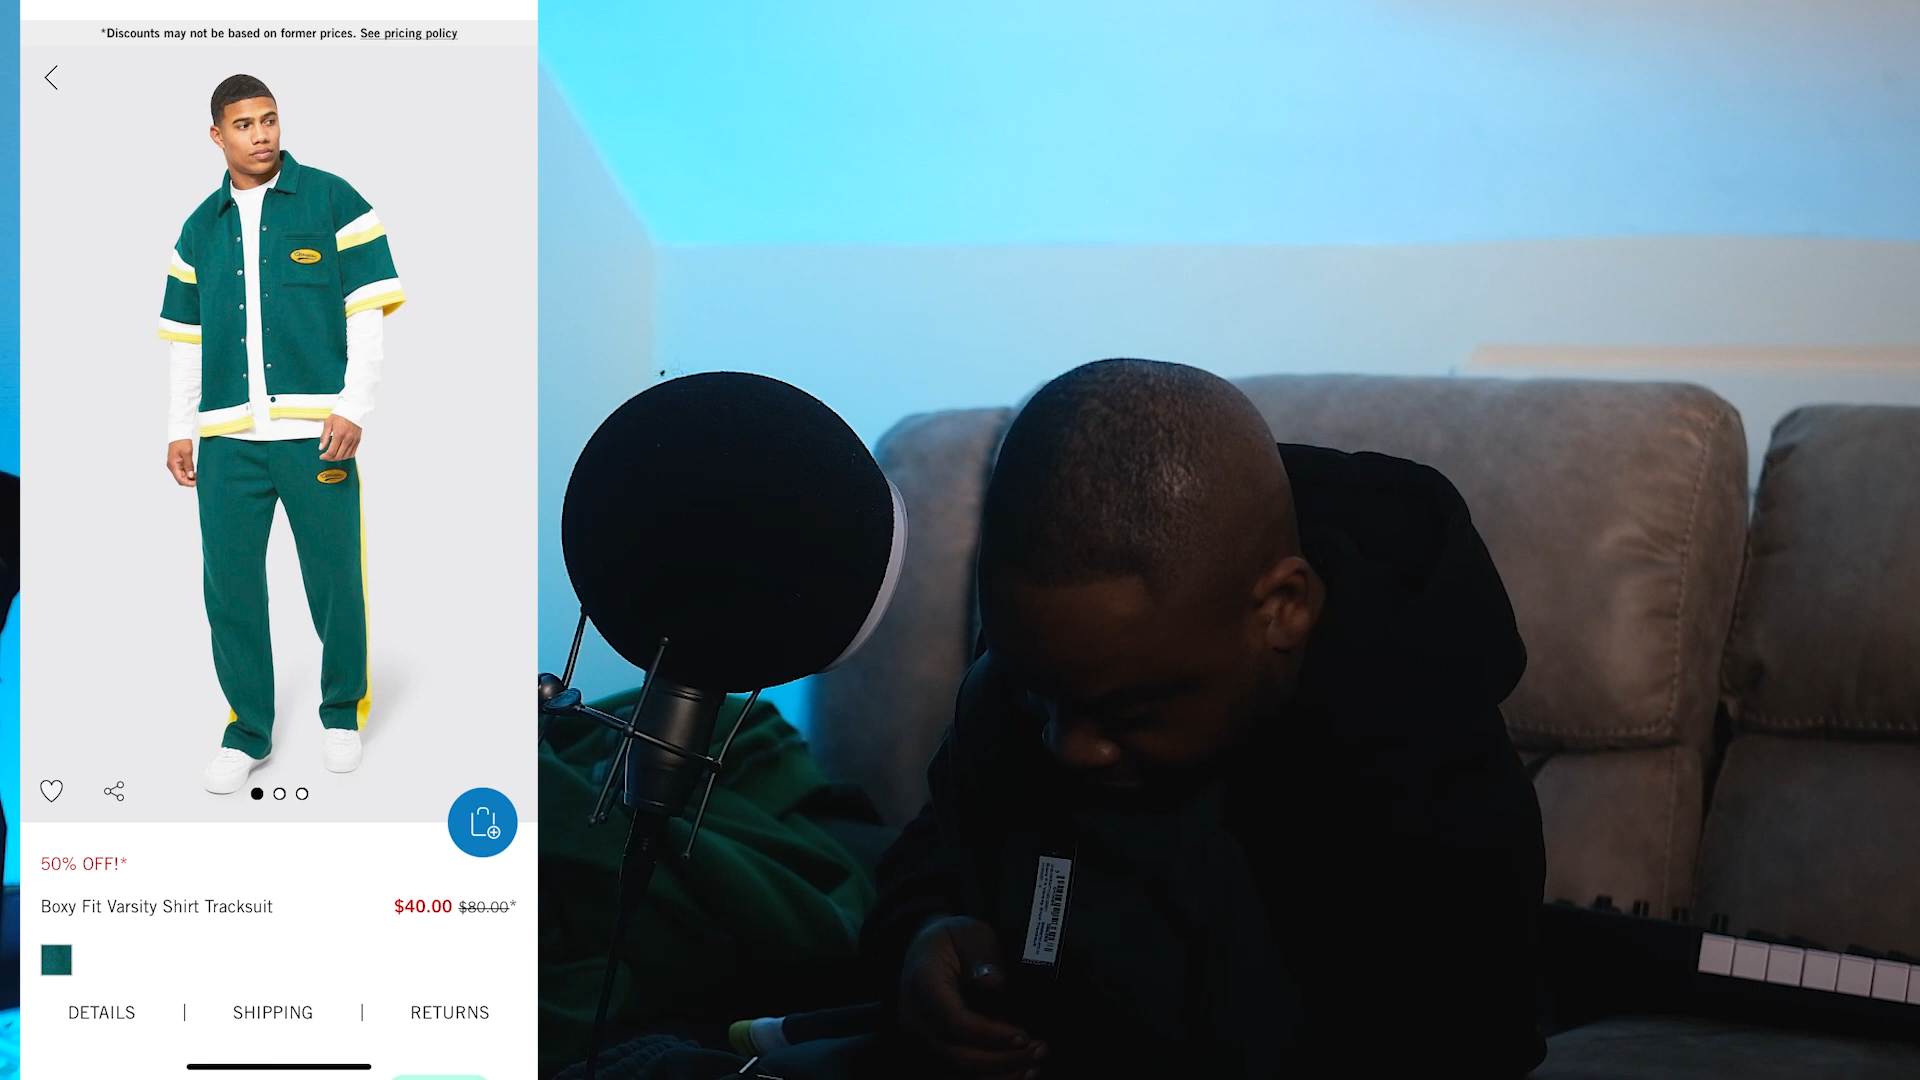 *Discounts may not be based on former prices. See pricing policy
50% OFF!*
Boxy Fit Varsity Shirt Tracksuit
$40.00 $80.00*
DETAILS | SHIPPING | RETURNS